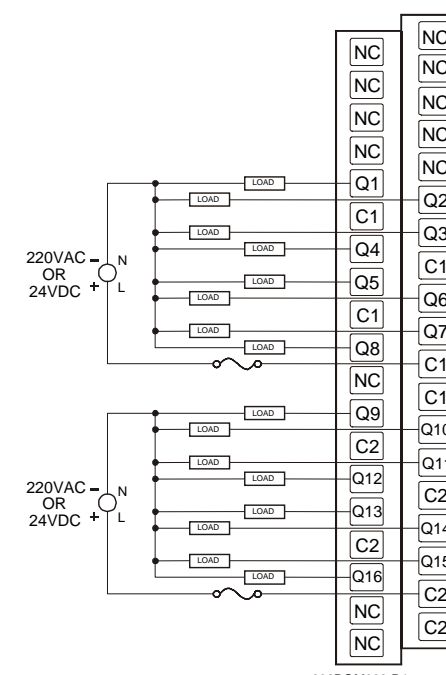 NC
NC
NC
NC
NC
NC
NC
NC
NC
LOAD Q1
LOAD Q2
C1
LOAD Q3
LOAD Q4
220VAC – N
OR
24VDC + L
C1
LOAD Q5
LOAD Q6
C1
LOAD Q7
LOAD Q8
C1
NC
C1
LOAD Q9
LOAD Q10
C2
LOAD
LOAD Q12
220VAC – N
OR
24VDC + L
C2
LOAD Q13
LOAD Q14
C2
LOAD Q15
LOAD Q16
C2
NC
C2
NC